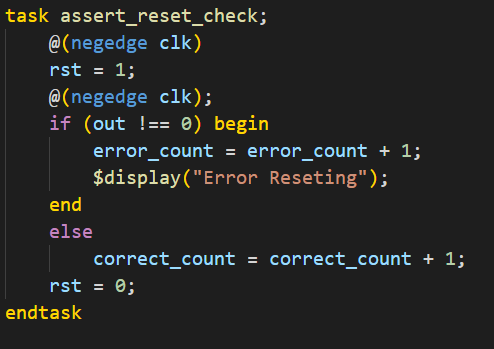 task assert_reset_check;
    @(negedge clk)
    rst = 1;
    @(negedge clk);
    if (out !== 0) begin
        error_count = error_count + 1;
        $display("Error Reseting");
    end
    else
        correct_count = correct_count + 1;
    rst = 0;
endtask